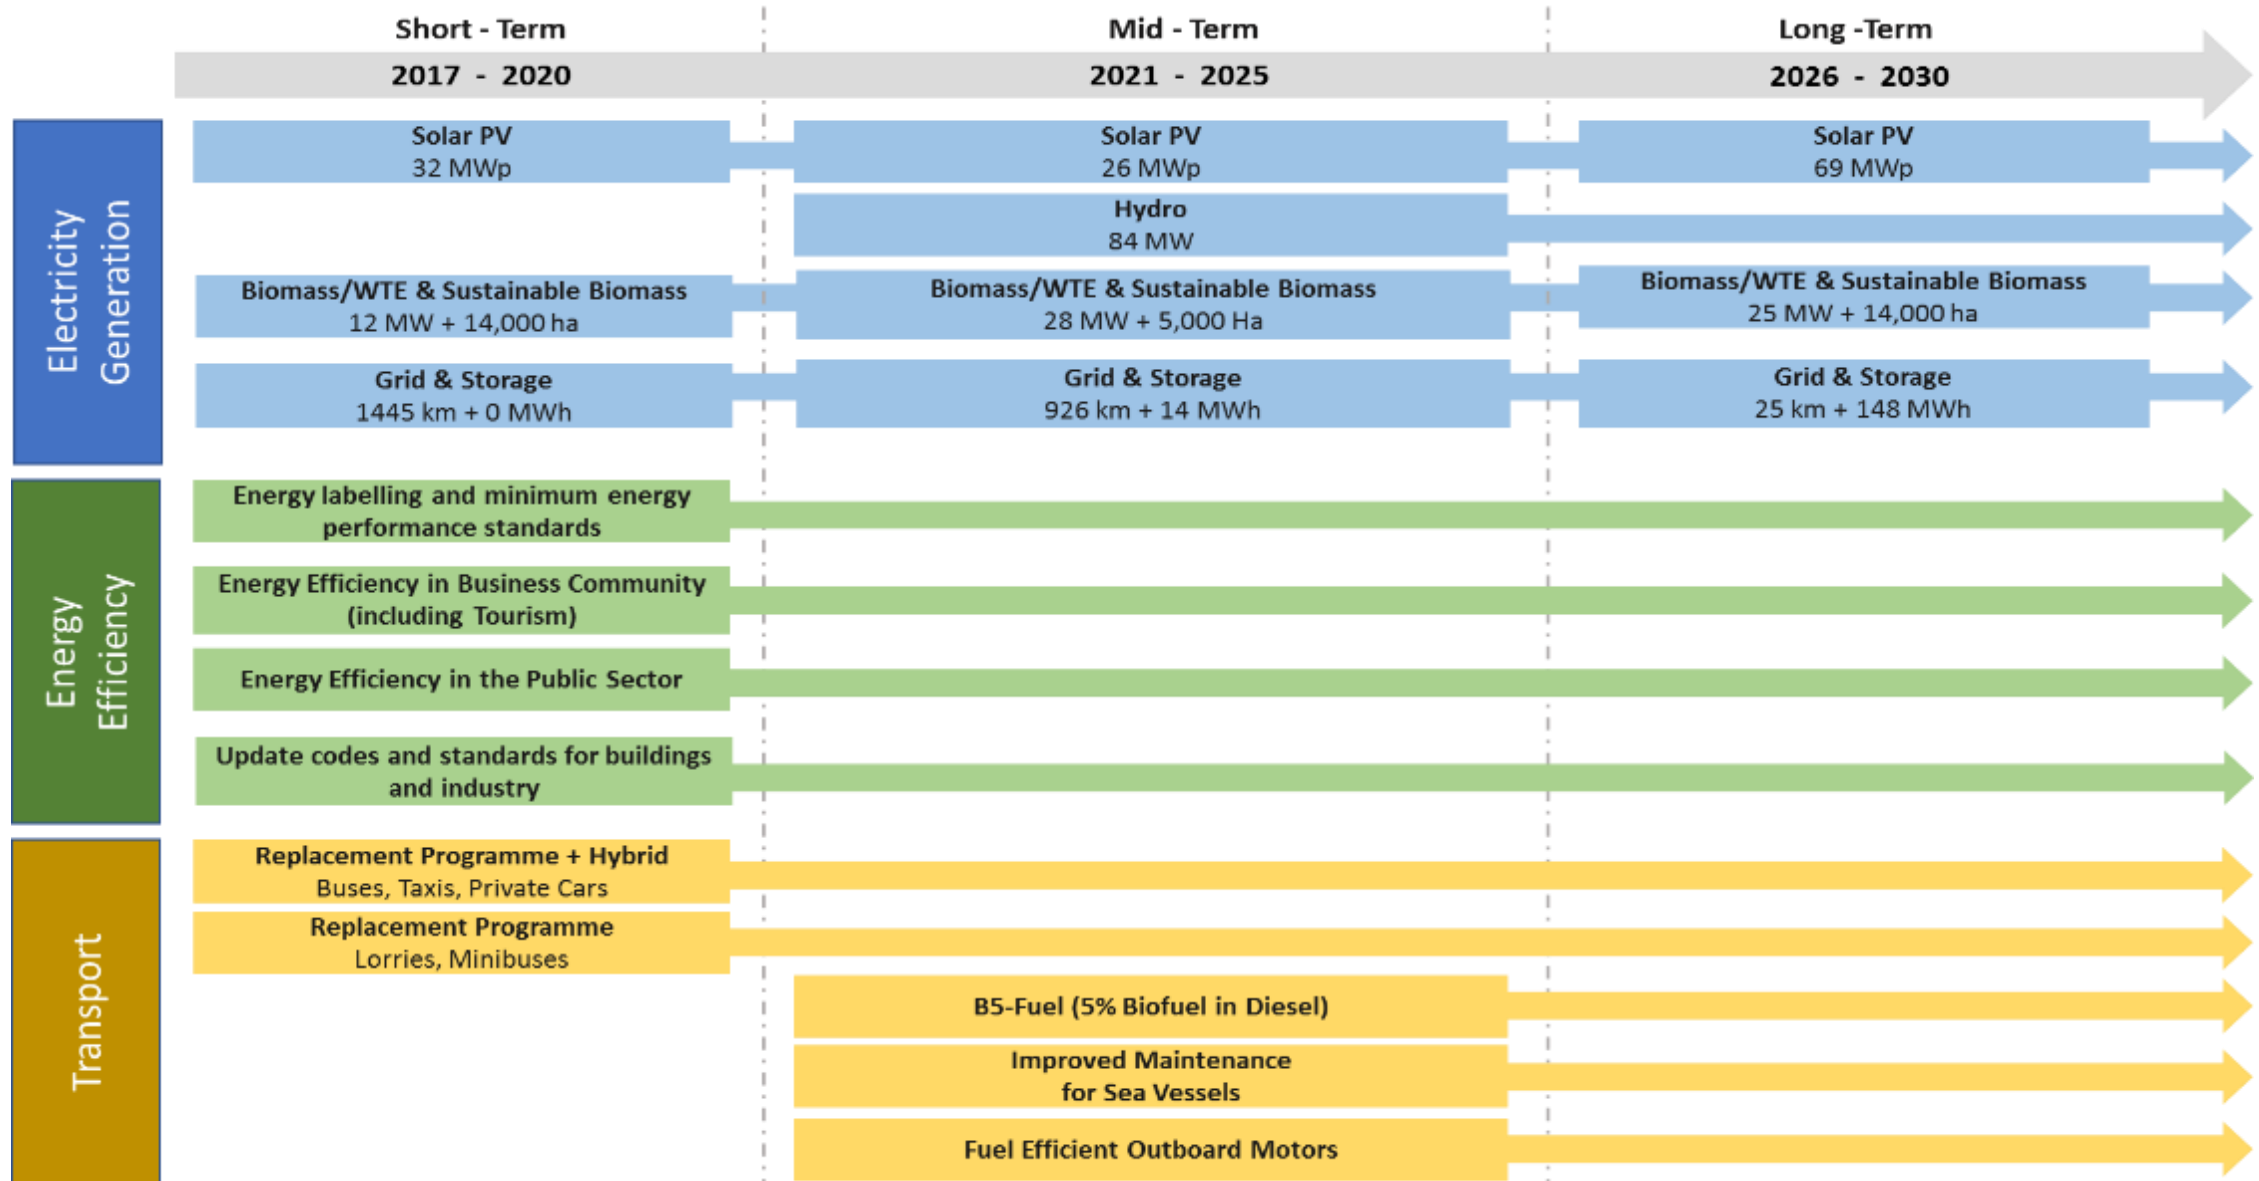 Short - Term
Mid - Term
Long -Term
2017 - 2020
2021 - 2025
2026 - 2030
Electricity
Generation
Solar PV
32 MWp
Solar PV
26 MWp
Solar PV
69 MWp
Hydro
84 MW
Biomass/WTE & Sustainable Biomass
12 MW + 14,000 ha
Biomass/WTE & Sustainable Biomass
28 MW + 5,000 Ha
Biomass/WTE & Sustainable Biomass
25 MW + 14,000 ha
Grid & Storage
1445 km + 0 MWh
Grid & Storage
926 km + 14 MWh
Grid & Storage
25 km + 148 MWh
Energy
Efficiency
Energy labelling and minimum energy
performance standards
Energy Efficiency in Business Community
(including Tourism)
Energy Efficiency in the Public Sector
Update codes and standards for buildings
and industry
Transport
Replacement Programme + Hybrid
Buses, Taxis, Private Cars
Replacement Programme
Lorries, Minibuses
B5-Fuel (5% Biofuel in Diesel)
Improved Maintenance
for Sea Vessels
Fuel Efficient Outboard Motors